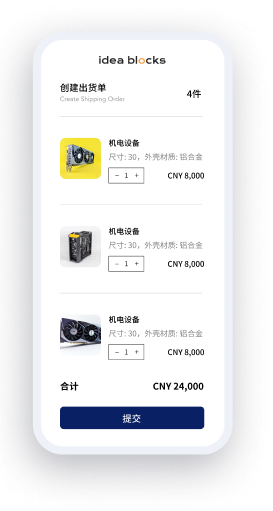 idea blocks
创建出货单
Create Shipping Order
4件
机电设备
尺寸: 30，外壳材质: 铝合金
− 1 +
CNY 8,000
机电设备
尺寸: 30，外壳材质: 铝合金
− 1 +
CNY 8,000
机电设备
尺寸: 30，外壳材质: 铝合金
− 1 +
CNY 8,000
合计
CNY 24,000
提交